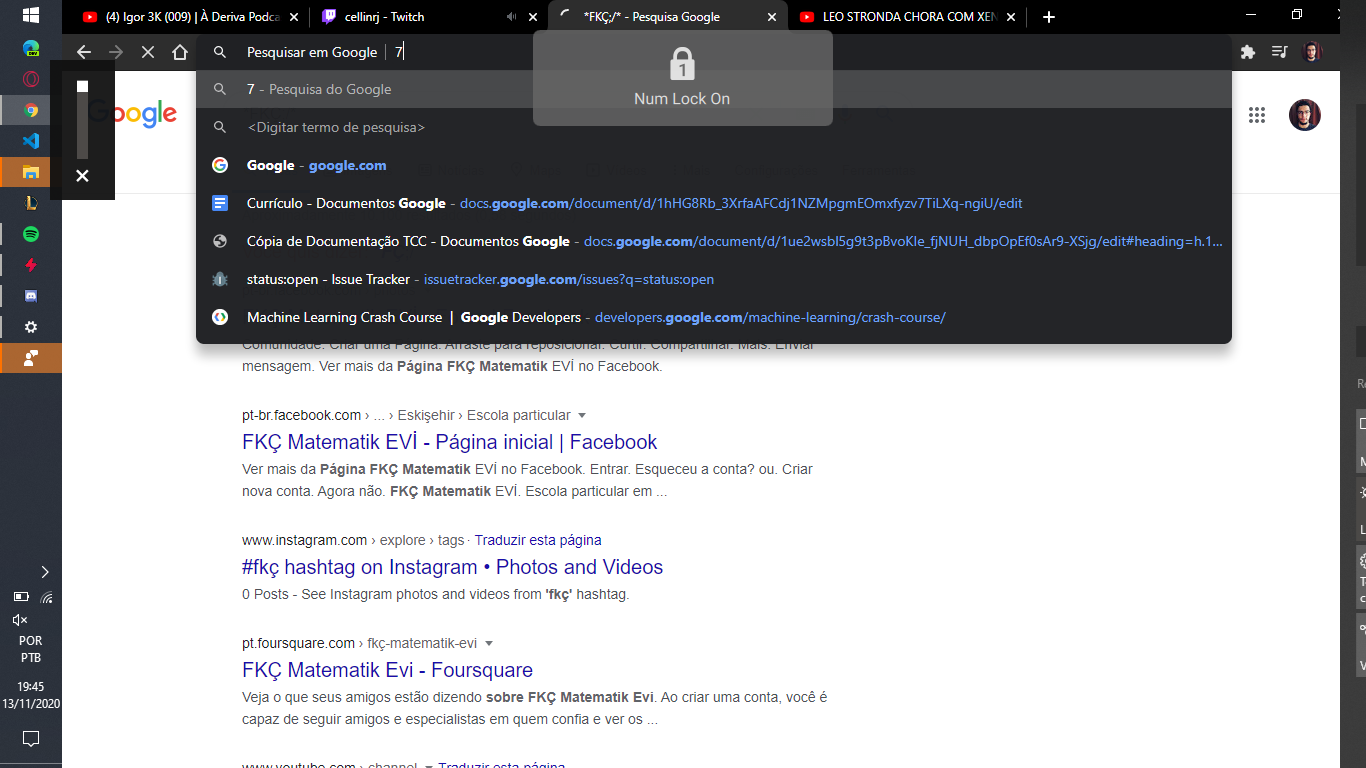 (4) Igor 3K (009) | À Deriva Podca
cellinrj - Twitch
*FKÇ;/* - Pesquisa Google
LEO STRONDA CHORA COM XEN
Pesquisar em Google | 7
1
Num Lock On
7 - Pesquisa do Google
<Digitar termo de pesquisa>
Google - google.com
Currículo - Documentos Google - docs.google.com/document/d/1hHG8Rb_3XrfaAFCdj1NZMpgmEOmxfyzv7TiLXq-ngiU/edit
Cópia de Documentação TCC - Documentos Google - docs.google.com/document/d/1ue2wsbI5g9t3pBvoKle_fjNUH_dbpOpEf0sAr9-XSjg/edit#heading=h.1...
status:open - Issue Tracker - issuetracker.google.com/issues?q=status:open
Machine Learning Crash Course | Google Developers - developers.google.com/machine-learning/crash-course/
Google
Comunidade. Criar uma Página. Arraste para reposicionar. Curtir. Compartilhar. Mais. Enviar
mensagem. Ver mais da Página FKÇ Matematik EVİ no Facebook.
pt-br.facebook.com › ... › Eskişehir › Escola particular
FKÇ Matematik EVİ - Página inicial | Facebook
Ver mais da Página FKÇ Matematik EVİ no Facebook. Entrar. Esqueceu a conta? ou. Criar
nova conta. Agora não. FKÇ Matematik EVİ. Escola particular em ...
www.instagram.com › explore › tags · Traduzir esta página
#fkç hashtag on Instagram • Photos and Videos
0 Posts - See Instagram photos and videos from 'fkç' hashtag.
pt.foursquare.com › fkç-matematik-evi
FKÇ Matematik Evi - Foursquare
Veja o que seus amigos estão dizendo sobre FKÇ Matematik Evi. Ao criar uma conta, você é
capaz de seguir amigos e especialistas em quem confia e ver os ...
www.youtube.com › channel Traduzir esta página
DEV
POR
PTB
19:45
13/11/2020